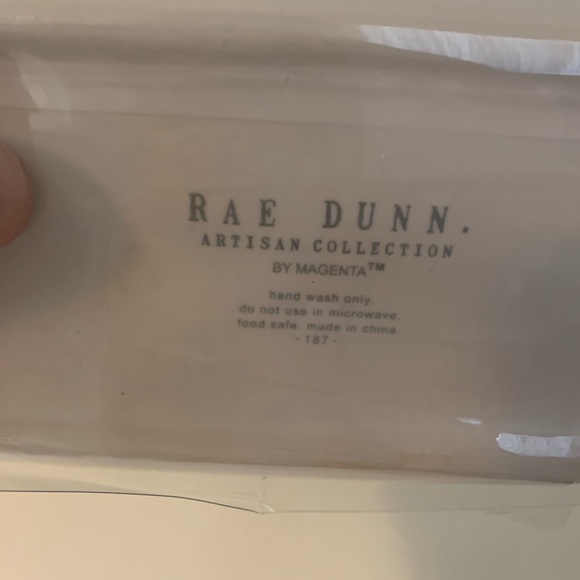 RAE DUNN.
ARTISAN COLLECTION
BY MAGENTA™
hand wash only.
do not use in microwave.
food safe. made in china.
- 187 -